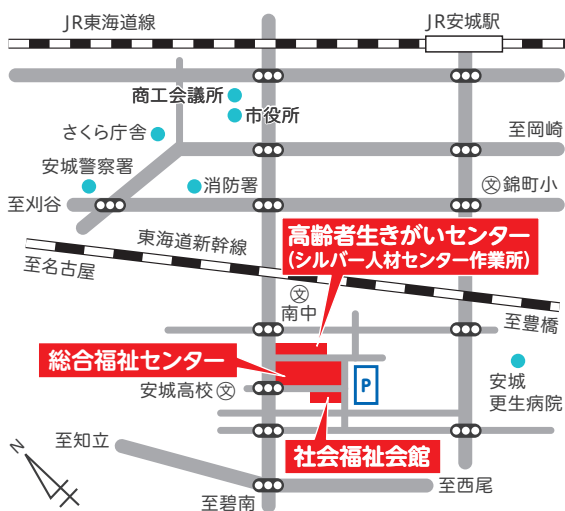 JR東海道線
JR安城駅
商工会議所
市役所
さくら庁舎
至岡崎
安城警察署
消防署
文錦町小
至刈谷
東海道新幹線
高齢者生きがいセンター
(シルバー人材センター作業所)
至名古屋
文
南中
至豊橋
総合福祉センター
安城高校文
P
安城
更生病院
至知立
社会福祉会館
N
至碧南
至西尾